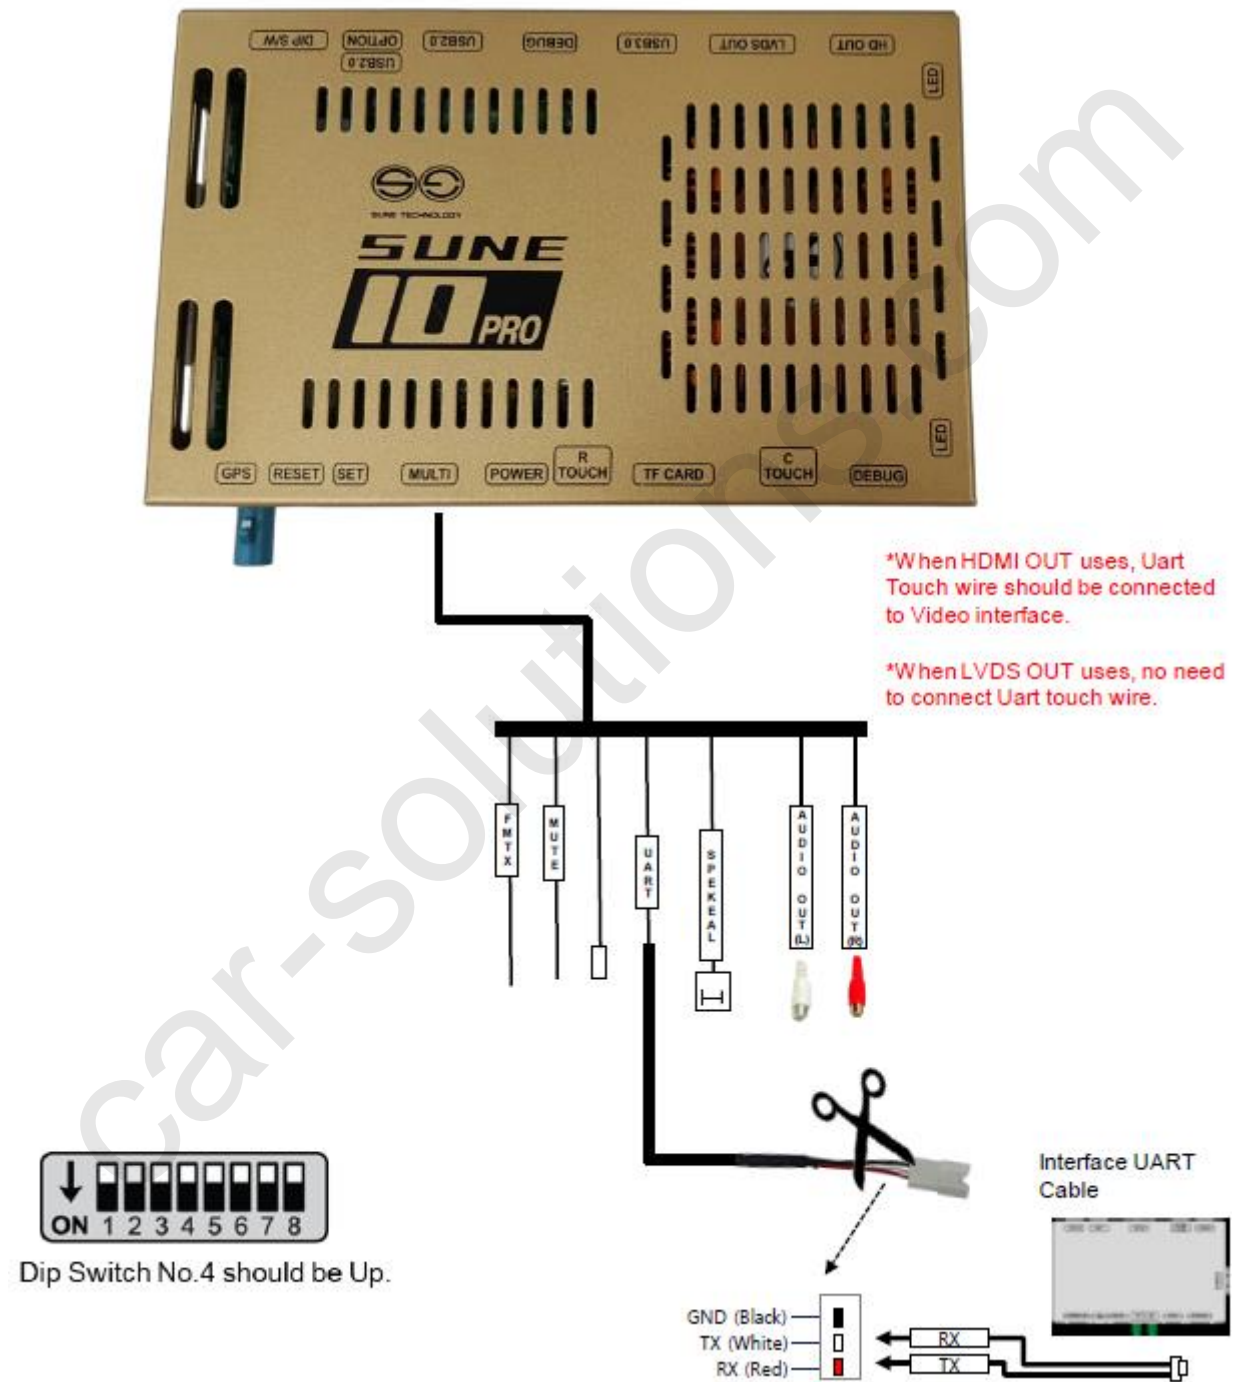 DIP S/W
OPTION
USB2.0
USB2.0
DEBUG
USB3.0
LVDS OUT
HD OUT
LED
SUNE TECHNOLOGY
SUNE
10
PRO
LED
GPS
RESET
SET
MULTI
POWER
R
TOUCH
TF CARD
C
TOUCH
DEBUG
*When HDMI OUT uses, Uart
Touch wire should be connected
to Video interface.
*When LVDS OUT uses, no need
to connect Uart touch wire.
FMTX
MUTE
UART
SPEKEAL
AUDIO OUT(L)
AUDIO OUT(R)
Interface UART
Cable
ON 1 2 3 4 5 6 7 8
Dip Switch No.4 should be Up.
GND (Black)
TX (White)
RX (Red)
RX
TX
car-solutions.com